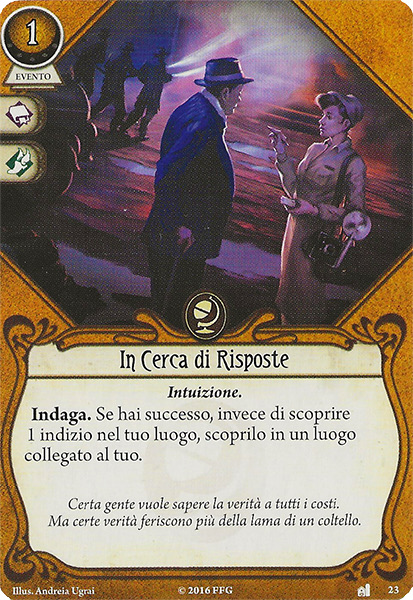 1
EVENTO
In Cerca di Risposte
Intuizione.
Indaga. Se hai successo, invece di scoprire
1 indizio nel tuo luogo, scoprilo in un luogo
collegato al tuo.
Certa gente vuole sapere la verità a tutti i costi.
Ma certe verità feriscono più della lama di un coltello.
Illus. Andreia Ugrai
© 2016 FFG
23